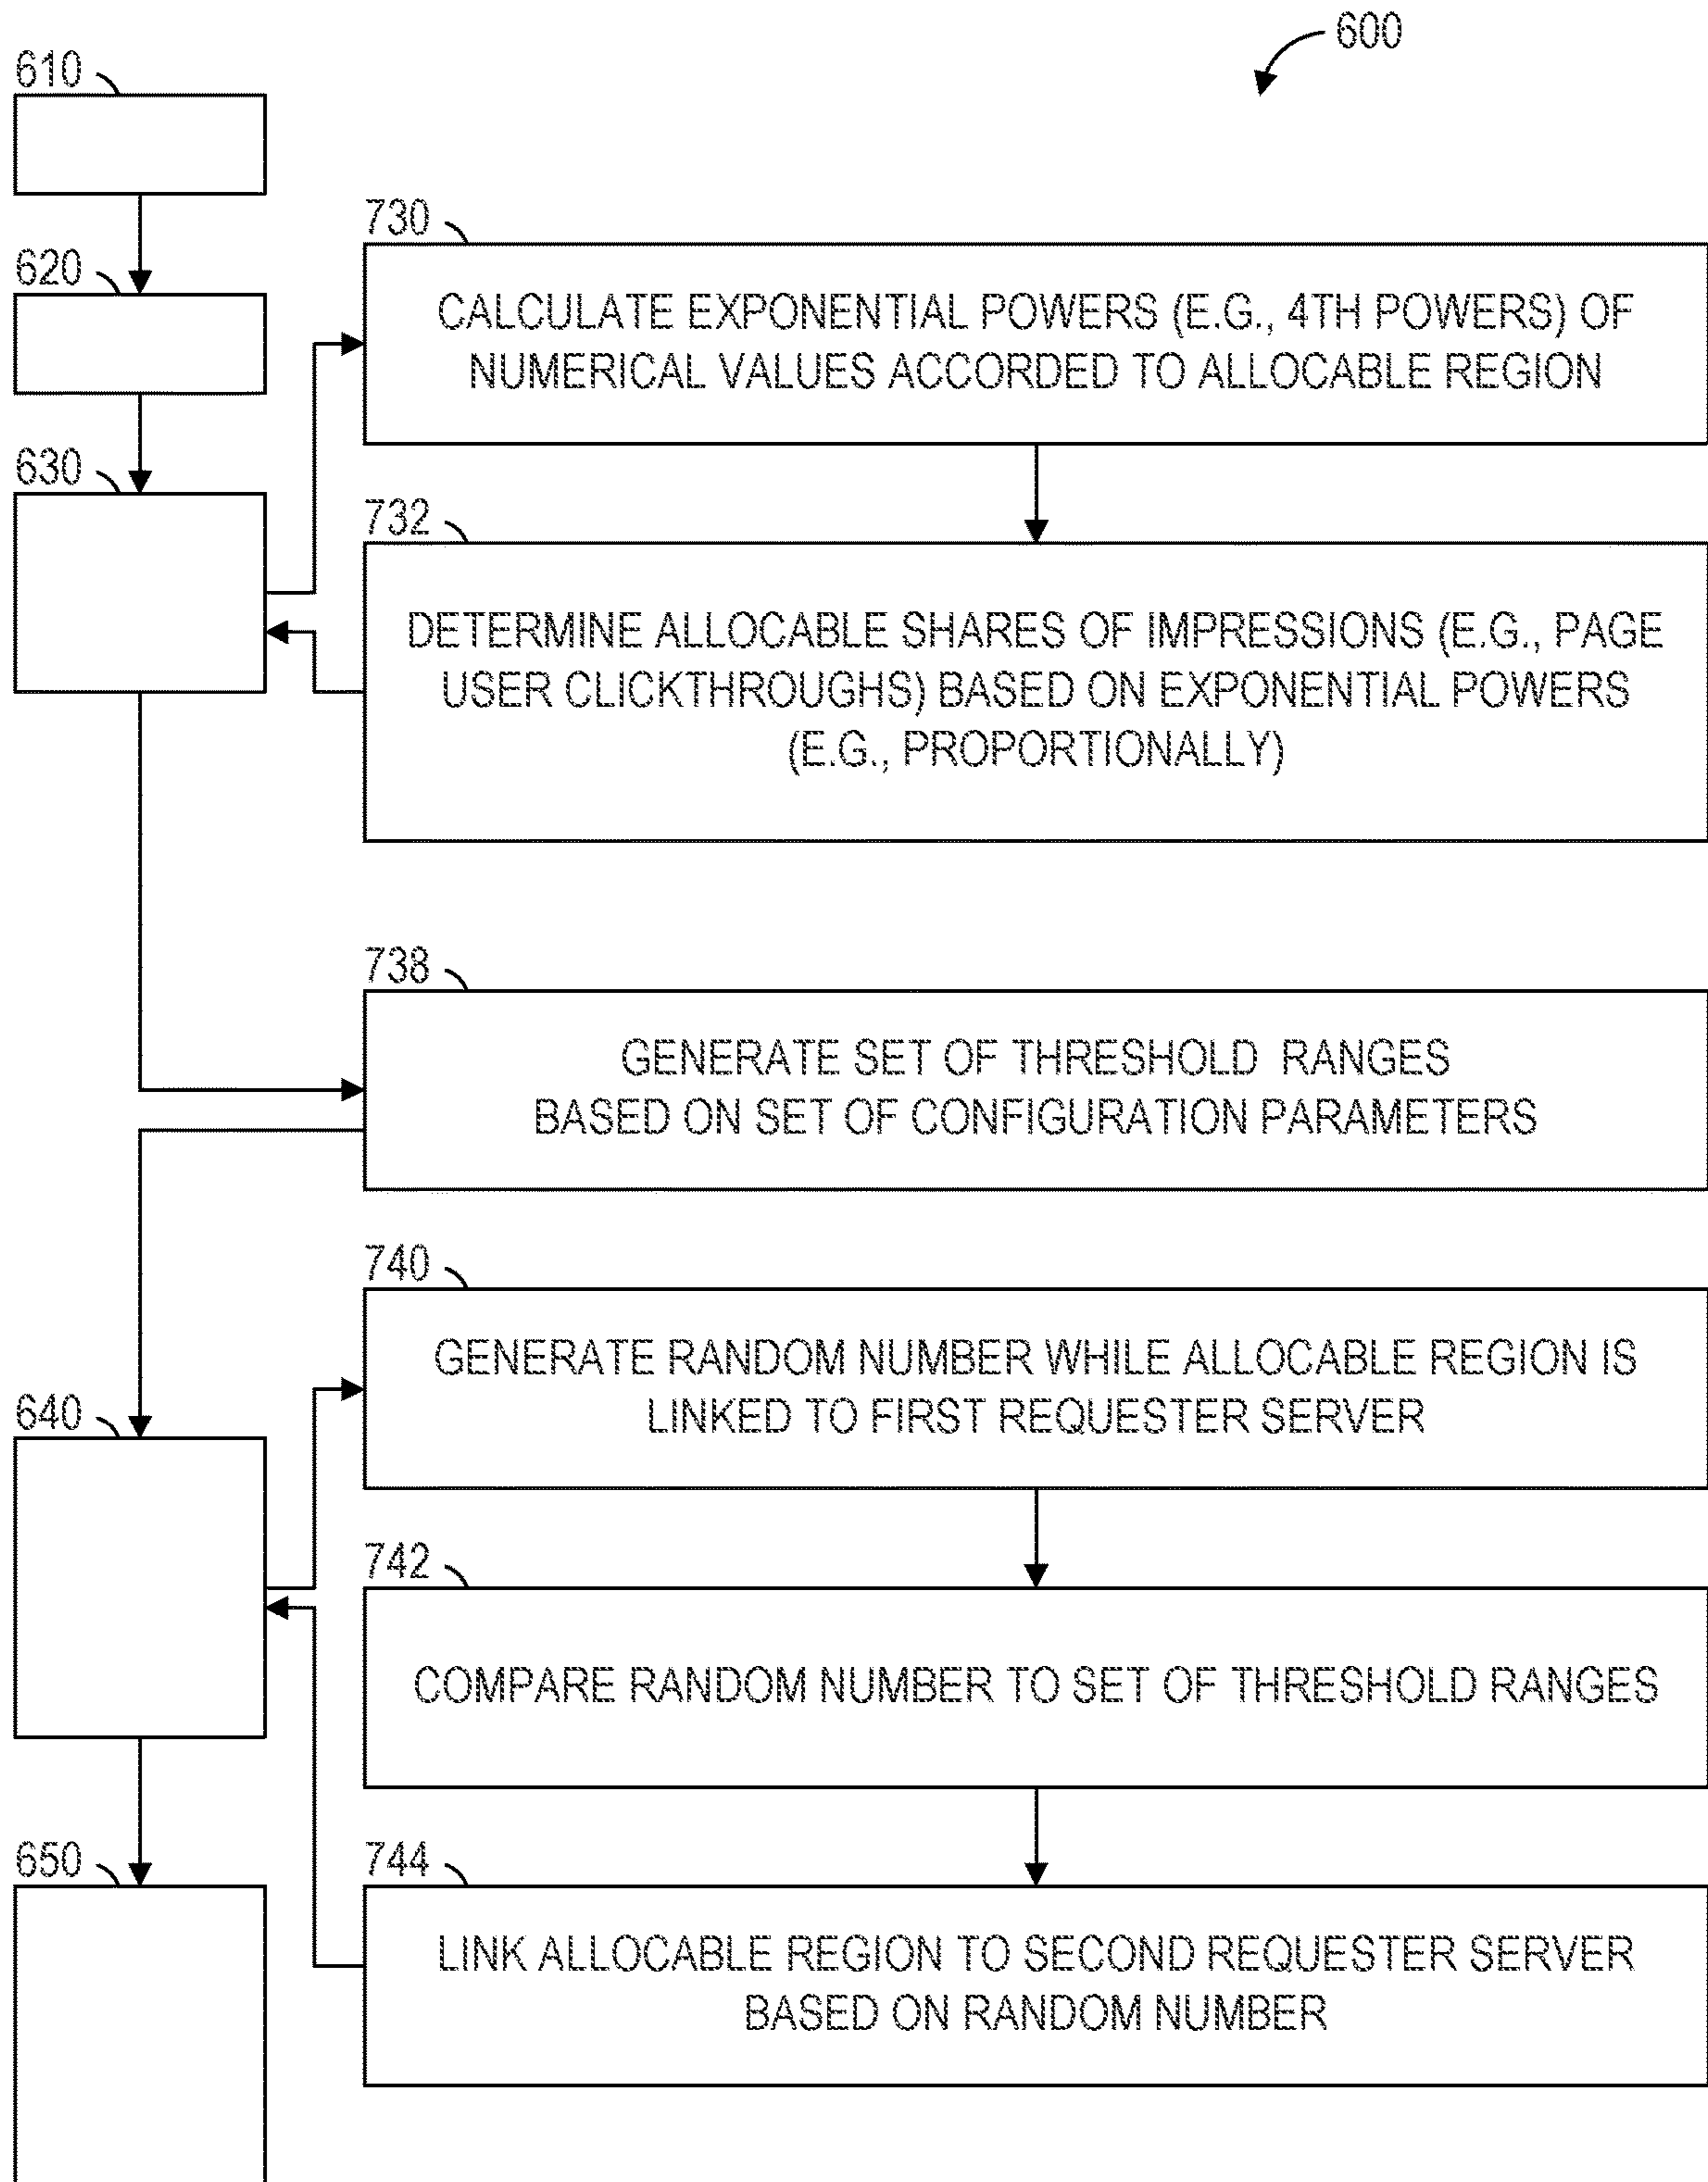 600
610
620
630
730
CALCULATE EXPONENTIAL POWERS (E.G., 4TH POWERS) OF
NUMERICAL VALUES ACCORDED TO ALLOCABLE REGION
732
DETERMINE ALLOCABLE SHARES OF IMPRESSIONS (E.G., PAGE
USER CLICKTHROUGHS) BASED ON EXPONENTIAL POWERS
(E.G., PROPORTIONALLY)
738
GENERATE SET OF THRESHOLD RANGES
BASED ON SET OF CONFIGURATION PARAMETERS
640
740
GENERATE RANDOM NUMBER WHILE ALLOCABLE REGION IS
LINKED TO FIRST REQUESTER SERVER
742
COMPARE RANDOM NUMBER TO SET OF THRESHOLD RANGES
650
744
LINK ALLOCABLE REGION TO SECOND REQUESTER SERVER
BASED ON RANDOM NUMBER